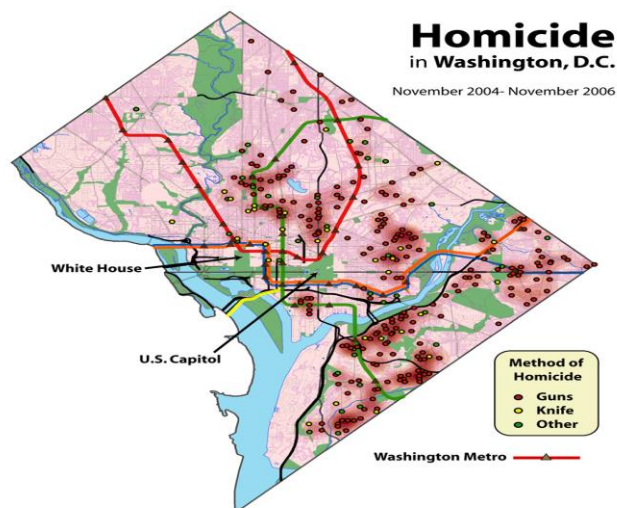 Homicide
in Washington, D.C.
November 2004- November 2006
White House
U.S. Capitol
Method of
Homicide
Guns
Knife
Other
Washington Metro